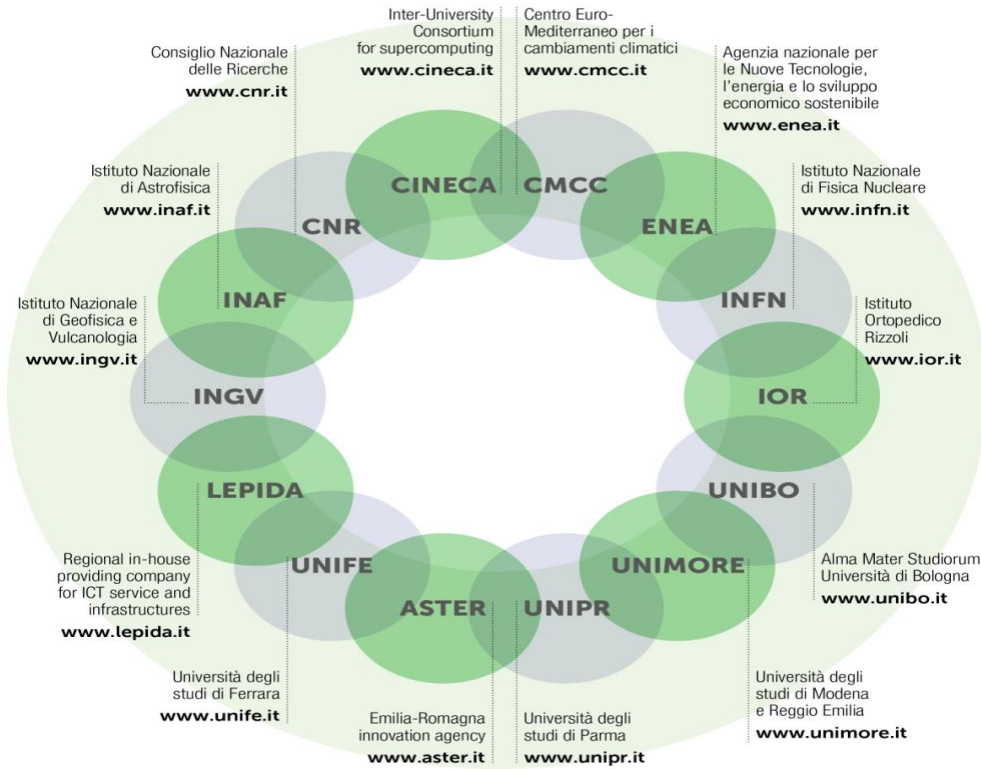 Inter-University
Consortium
for supercomputing
www.cineca.it
Centro Euro-
Mediterraneo per i
cambiamenti climatici
www.cmcc.it
Consiglio Nazionale
delle Ricerche
www.cnr.it
Agenzia nazionale per
le Nuove Tecnologie,
l'energia e lo sviluppo
economico sostenibile
www.enea.it
Istituto Nazionale
di Astrofisica
www.inaf.it
Istituto Nazionale
di Fisica Nucleare
www.infn.it
CINECA
CMCC
CNR
ENEA
INAF
INFN
Istituto Nazionale
di Geofisica e
Vulcanologia
www.ingv.it
Istituto
Ortopedico
Rizzoli
www.ior.it
INGV
IOR
LEPIDA
UNIBO
UNIFE
UNIMORE
ASTER
UNIPR
Regional in-house
providing company
for ICT service and
infrastructures
www.lepida.it
Alma Mater Studiorum
Università di Bologna
www.unibo.it
Università degli
studi di Ferrara
www.unife.it
Emilia-Romagna
innovation agency
www.aster.it
Università degli
studi di Parma
www.unipr.it
Università degli
studi di Modena
e Reggio Emilia
www.unimore.it